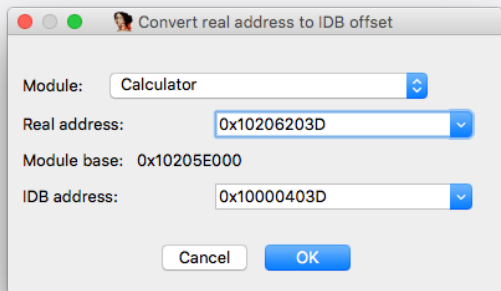 Convert real address to IDB offset
Module: Calculator
Real address: 0x10206203D
Module base: 0x10205E000
IDB address: 0x10000403D
Cancel OK